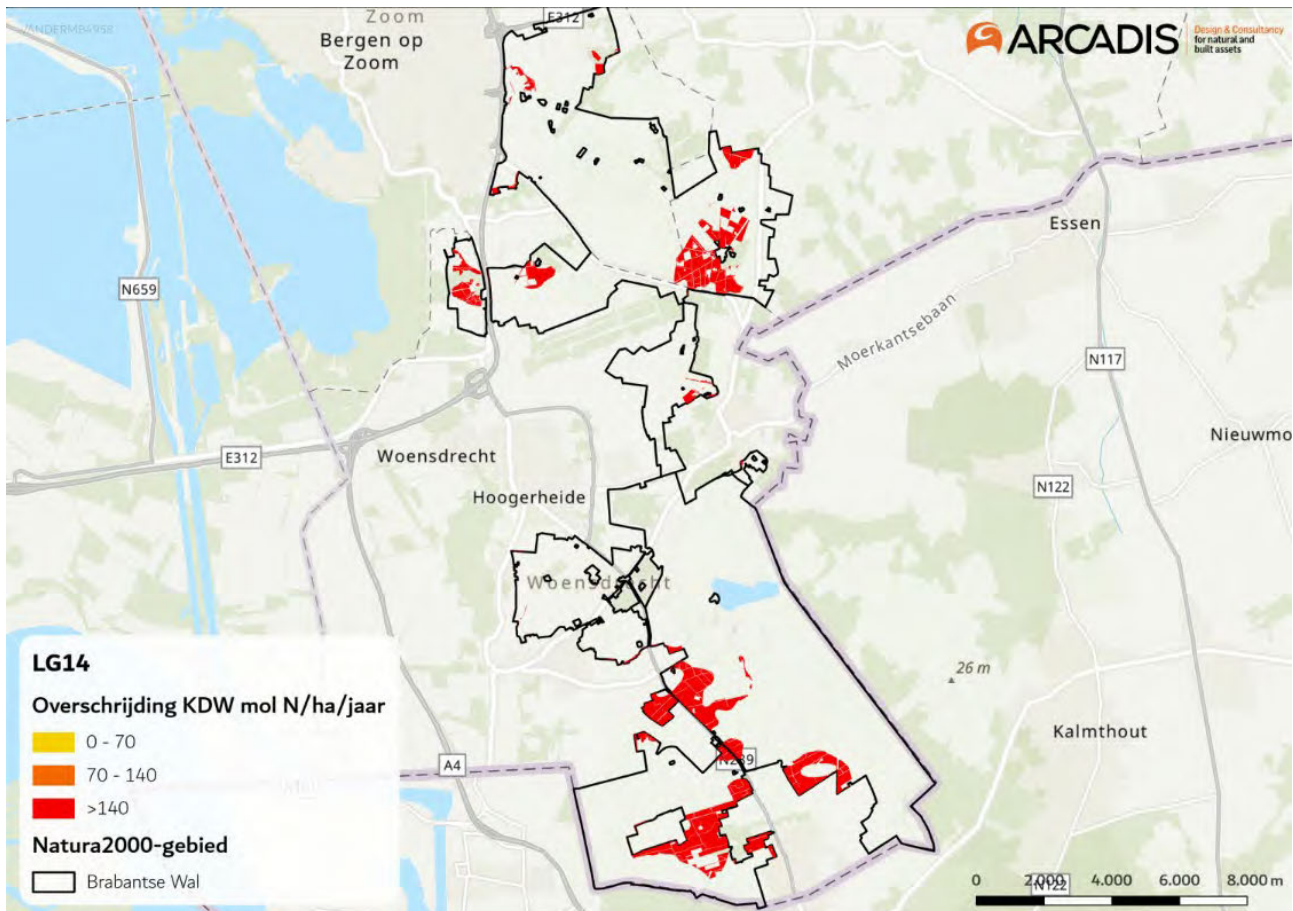 E312
Zoom
Bergen op
Zoom
ARCADIS
Design & Consultancy
for natural and
built assets
Essen
N659
Moerkantsebaan
N117
E312
Woensdrecht
Nieuwmo
N122
Hoogerheide
Woensdrecht
26 m
Kalmthout
A4
LG14
Overschrijding KDW mol N/ha/jaar
0 - 70
70 - 140
>140
Natura2000-gebied
Brabantse Wal
0 2.000 4.000 6.000 8.000 m
N122